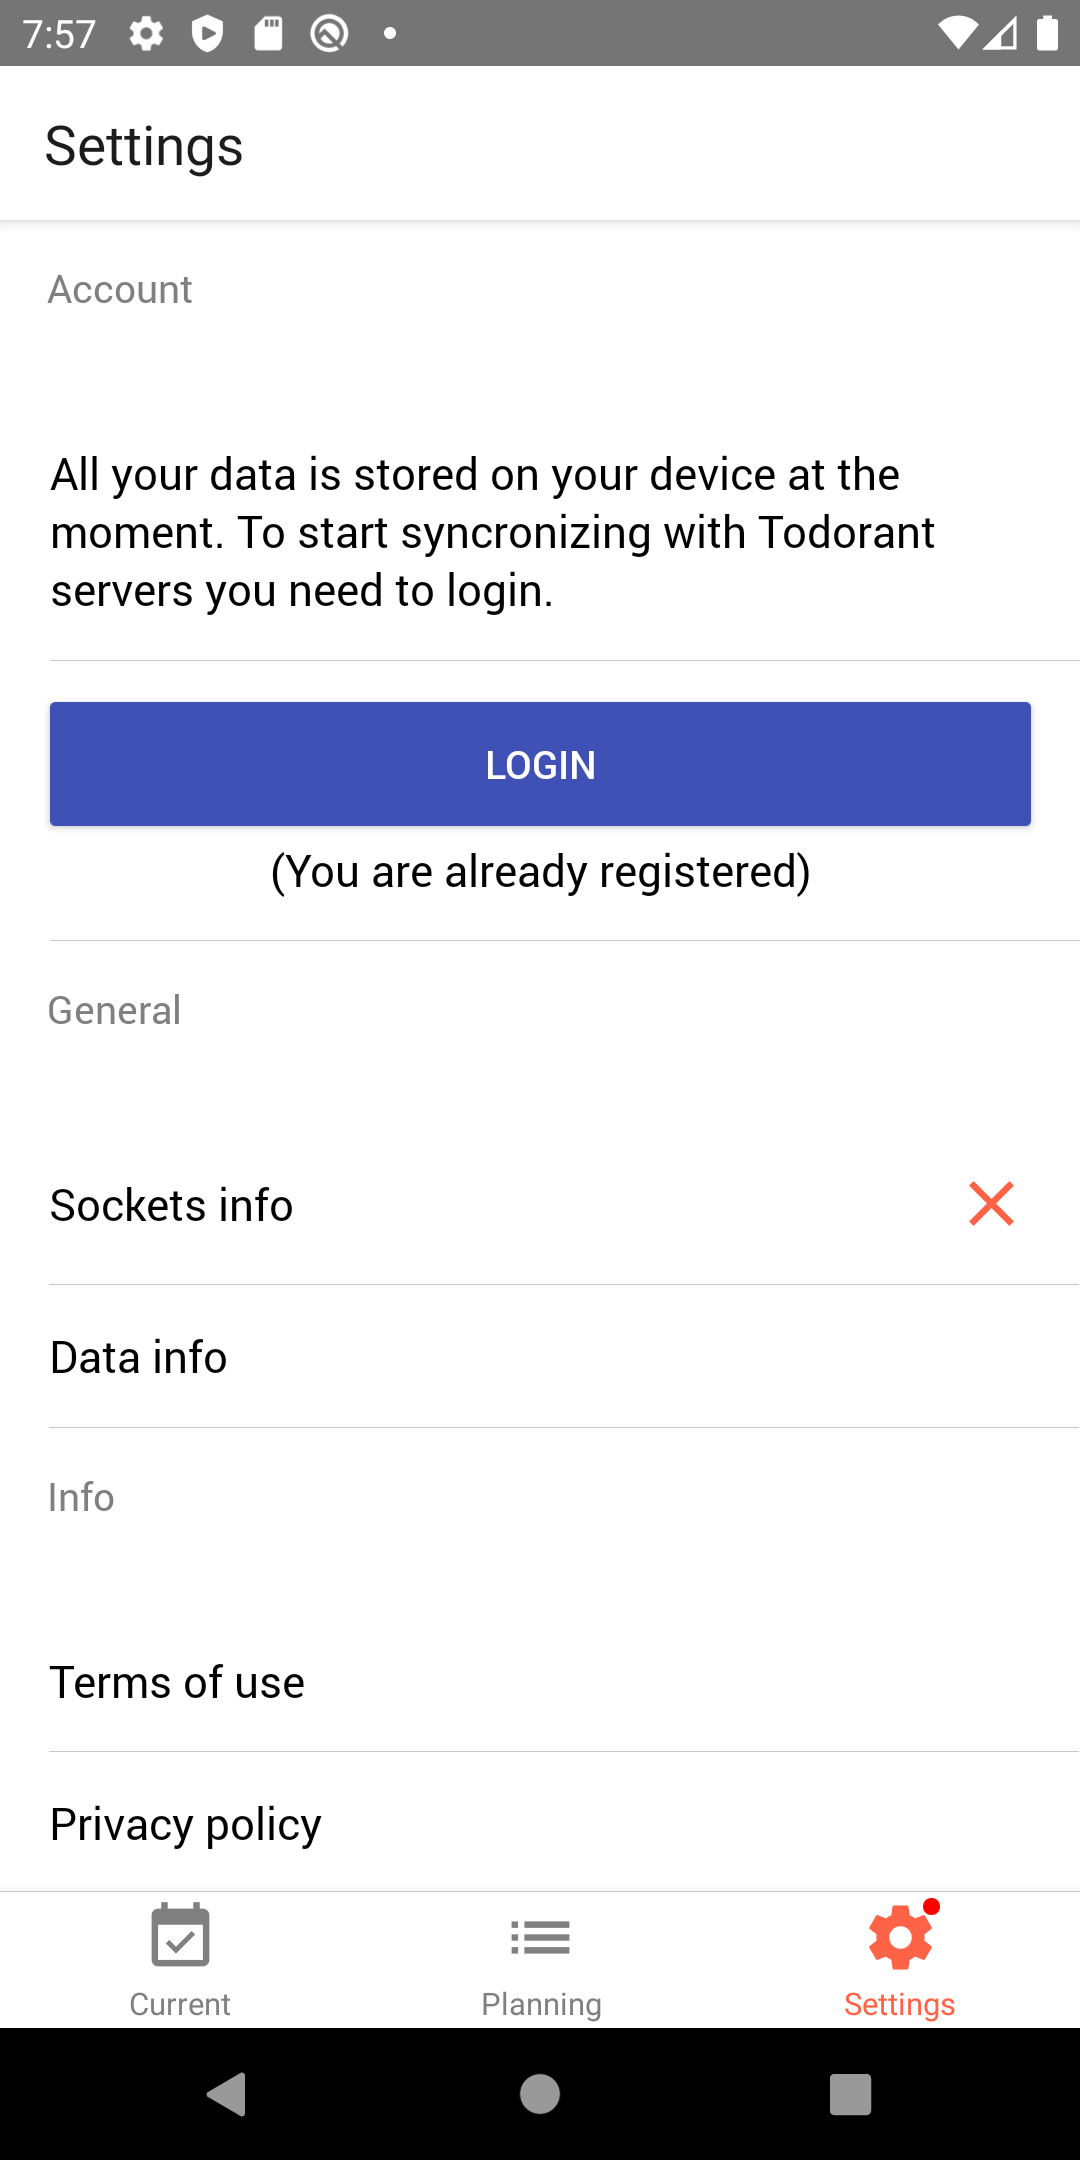 7:57
Settings
Account
All your data is stored on your device at the
moment. To start syncronizing with Todorant
servers you need to login.
LOGIN
(You are already registered)
General
Sockets info
Data info
Info
Terms of use
Privacy policy
Current
Planning
Settings